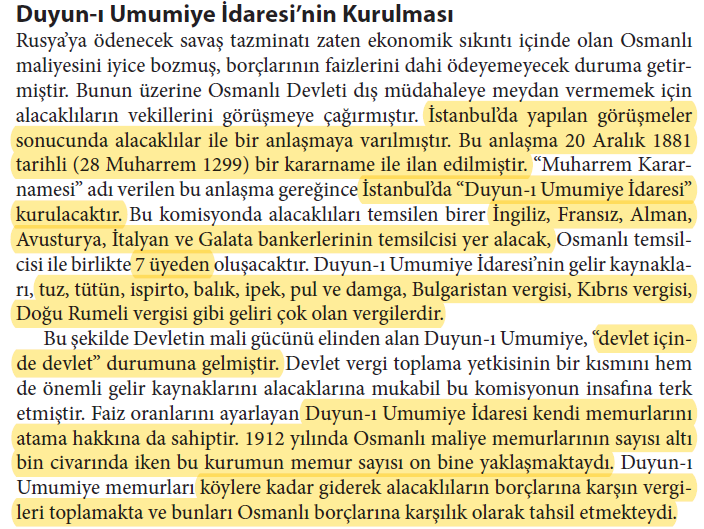 Duyun-ı Umumiye İdaresi’nin Kurulması
Rusya’ya ödenecek savaş tazminatı zaten ekonomik sıkıntı içinde olan Osmanlı
maliyesini iyice bozmuş, borçlarının faizlerini dahi ödeyemeyecek duruma getir-
miştir. Bunun üzerine Osmanlı Devleti dış müdahaleye meydan vermemek için
alacaklıların vekillerini görüşmeye çağırmıştır. İstanbul’da yapılan görüşmeler
sonucunda alacaklılar ile bir anlaşmaya varılmıştır. Bu anlaşma 20 Aralık 1881
tarihli (28 Muharrem 1299) bir kararname ile ilan edilmiştir. “Muharrem Karar-
namesi” adı verilen bu anlaşma gereğince İstanbul’da “Duyun-ı Umumiye İdaresi”
kurulacaktır. Bu komisyonda alacaklıları temsilen birer İngiliz, Fransız, Alman,
Avusturya, İtalyan ve Galata bankerlerinin temsilcisi yer alacak, Osmanlı temsil-
cisi ile birlikte 7 üyeden oluşacaktır. Duyun-ı Umumiye İdaresi’nin gelir kaynakla-
rı, tuz, tütün, ispirto, balık, ipek, pul ve damga, Bulgaristan vergisi, Kıbrıs vergisi,
Doğu Rumeli vergisi gibi geliri çok olan vergilerdir.
Bu şekilde Devletin mali gücünü elinden alan Duyun-ı Umumiye, “devlet için-
de devlet” durumuna gelmiştir. Devlet vergi toplama yetkisinin bir kısmını hem
de önemli gelir kaynaklarını alacaklarına mukabil bu komisyonun insafına terk
etmiştir. Faiz oranlarını ayarlayan Duyun-ı Umumiye İdaresi kendi memurlarını
atama hakkına da sahiptir. 1912 yılında Osmanlı maliye memurlarının sayısı altı
bin civarında iken bu kurumun memur sayısı on bine yaklaşmaktaydı. Duyun-ı
Umumiye memurları köylere kadar giderek alacaklıların borçlarına karşın vergi-
leri toplamakta ve bunları Osmanlı borçlarına karşılık olarak tahsil etmekteydi.